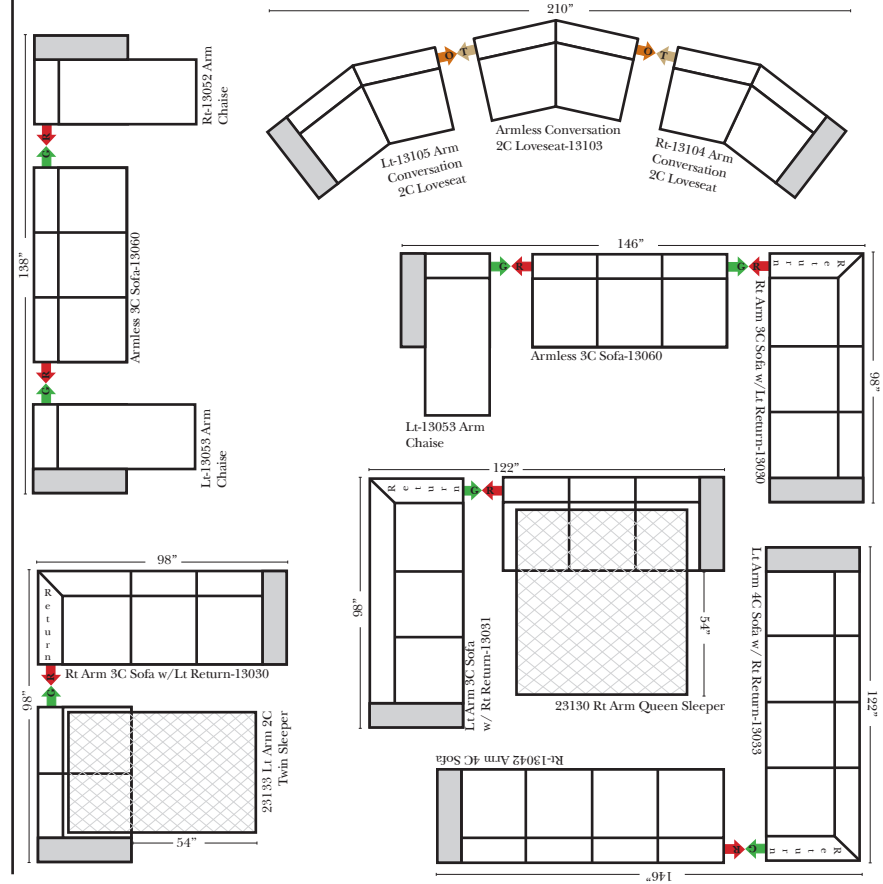 210”
O T
O T
Lt-13105 Arm
Conversation
2C Loveseat
Armless Conversation
2C Loveseat-13103
Rt-13104 Arm
Conversation
2C Loveseat
138”
Rt-13052 Arm
Chaise
R
G
Armless 3C Sofa-13060
R
G
Lt-13053 Arm
Chaise
146”
G R
G R
Return
Lt-13053 Arm
Chaise
Armless 3C Sofa-13060
Rt Arm 3C Sofa w/Lt Return-13030
98”
122”
Return
G R
98”
Lt Arm 3C Sofa
w/ Rt Return-13031
54”
23130 Rt Arm Queen Sleeper
98”
Return
Rt Arm 3C Sofa w/Lt Return-13030
R
G
98”
23133 Lt Arm 2C
Twin Sleeper
54”
Lt Arm 4C Sofa w/ Rt Return-13033
122”
Rt-13042 Arm 4C Sofa
R G
Return
146”